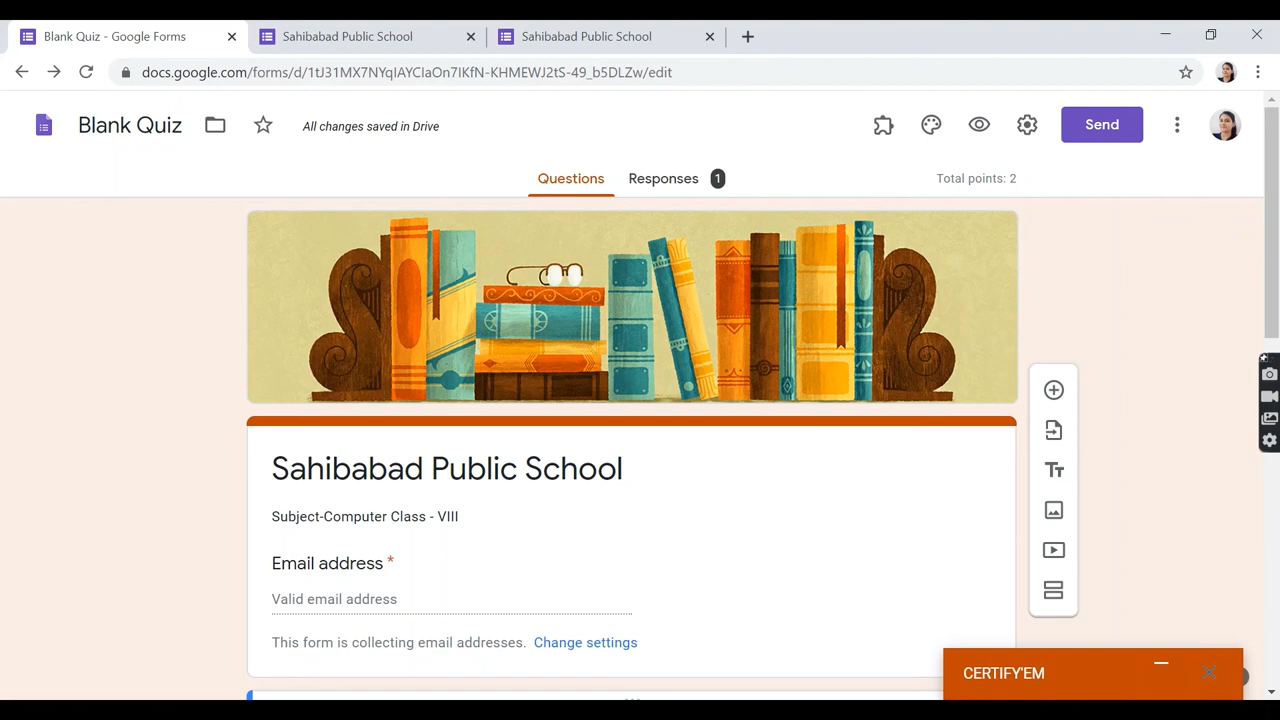 Blank Quiz - Google Forms
Sahibabad Public School
Sahibabad Public School
docs.google.com/forms/d/1tJ31MX7NYqIAYCIaOn7IKfN-KHMEWJ2tS-49_b5DLZw/edit
Blank Quiz
All changes saved in Drive
Send
Questions
Responses 1
Total points: 2
Sahibabad Public School
Subject-Computer Class - VIII
Email address *
Valid email address
This form is collecting email addresses. Change settings
CERTIFY'EM